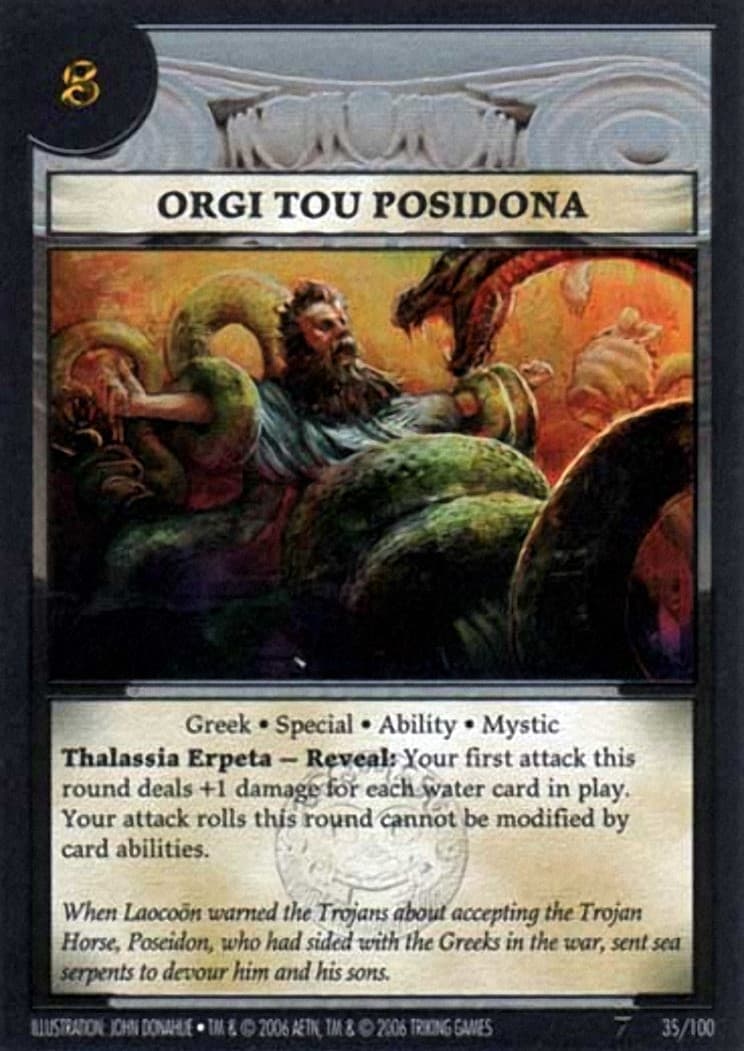 8
ORGI TOU POSIDONA
Greek • Special • Ability • Mystic
Thalassia Erpeta — Reveal: Your first attack this
round deals +1 damage for each water card in play.
Your attack rolls this round cannot be modified by
card abilities.
When Laocoön warned the Trojans about accepting the Trojan
Horse, Poseidon, who had sided with the Greeks in the war, sent sea
serpents to devour him and his sons.
ILLUSTRATION: JOHN DONAHUE • TM & © 2006 AETN, TM & © 2006 TRIKING GAMES
7
35/100